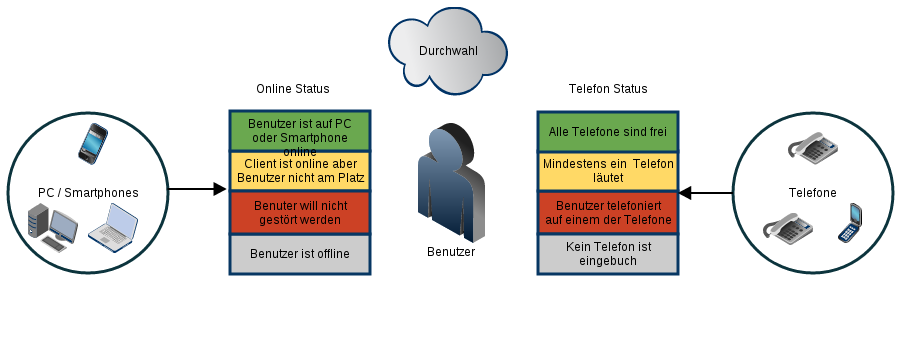 Durchwahl
Online Status
Telefon Status
Benutzer ist auf PC
oder Smartphone
online
Client ist online aber
Benutzer nicht am Platz
Benuter will nicht
gestört werden
Benutzer ist offline
Alle Telefone sind frei
Mindestens ein Telefon
läutet
Benutzer telefoniert
auf einem der Telefone
Kein Telefon ist
eingebuch
PC / Smartphones
Telefone
Benutzer